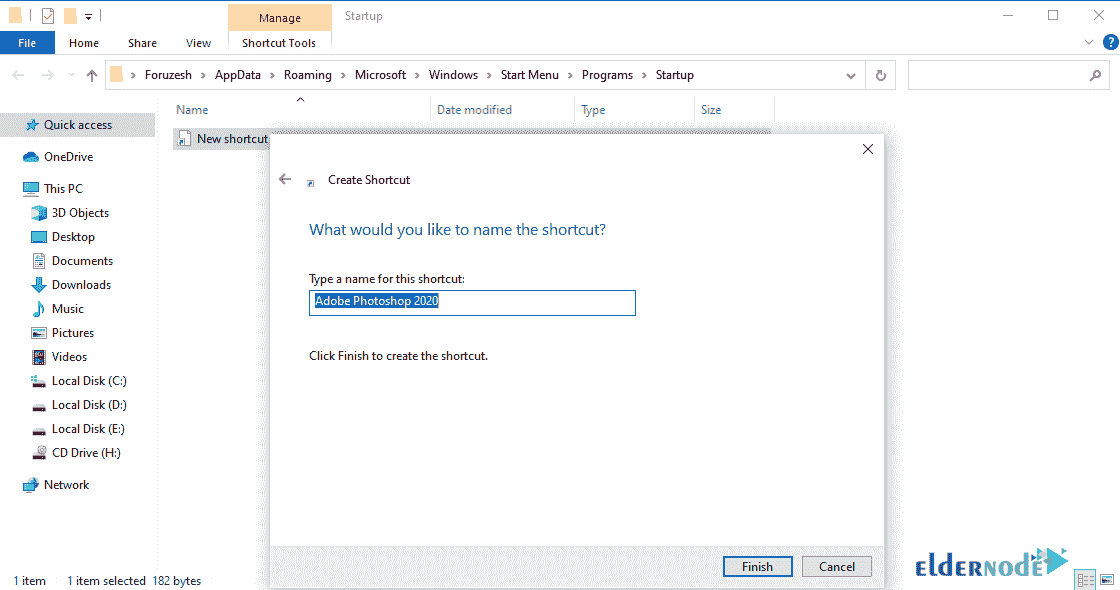 Manage
Startup
File
Home
Share
View
Shortcut Tools
?
Foruzesh > AppData > Roaming > Microsoft > Windows > Start Menu > Programs > Startup
Name
Date modified
Type
Size
Quick access
New shortcut
OneDrive
This PC
3D Objects
Desktop
Documents
Downloads
Music
Pictures
Videos
Local Disk (C:)
Local Disk (D:)
Local Disk (E:)
CD Drive (H:)
Network
Create Shortcut
What would you like to name the shortcut?
Type a name for this shortcut:
Adobe Photoshop 2020
Click Finish to create the shortcut.
Finish
Cancel
1 item
1 item selected 182 bytes
eldernode